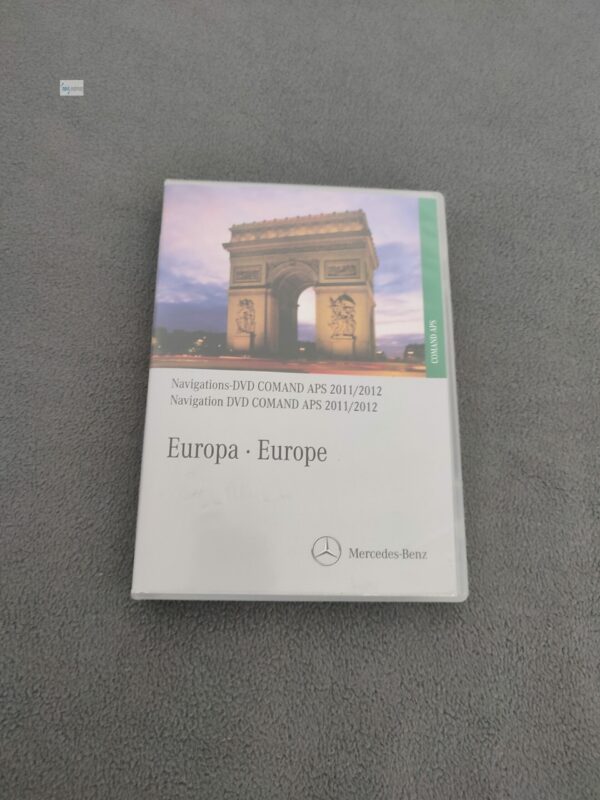 COMAND APS
Navigations-DVD COMAND APS 2011/2012
Navigation DVD COMAND APS 2011/2012
Europa · Europe
Mercedes-Benz